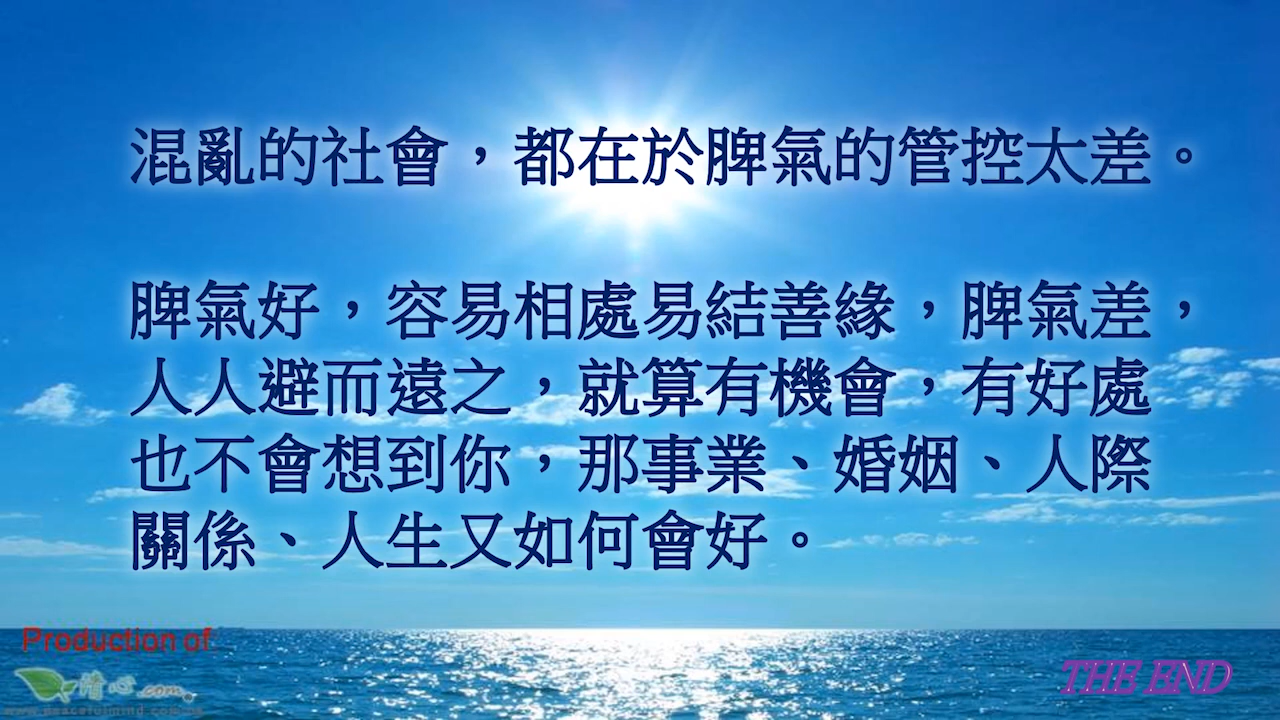 混亂的社會，都在於脾氣的管控太差。
脾氣好，容易相處易結善緣，脾氣差，
人人避而遠之，就算有機會，有好處
也不會想到你，那事業、婚姻、人際
關係、人生又如何會好。
Production of
清心.com
THE END